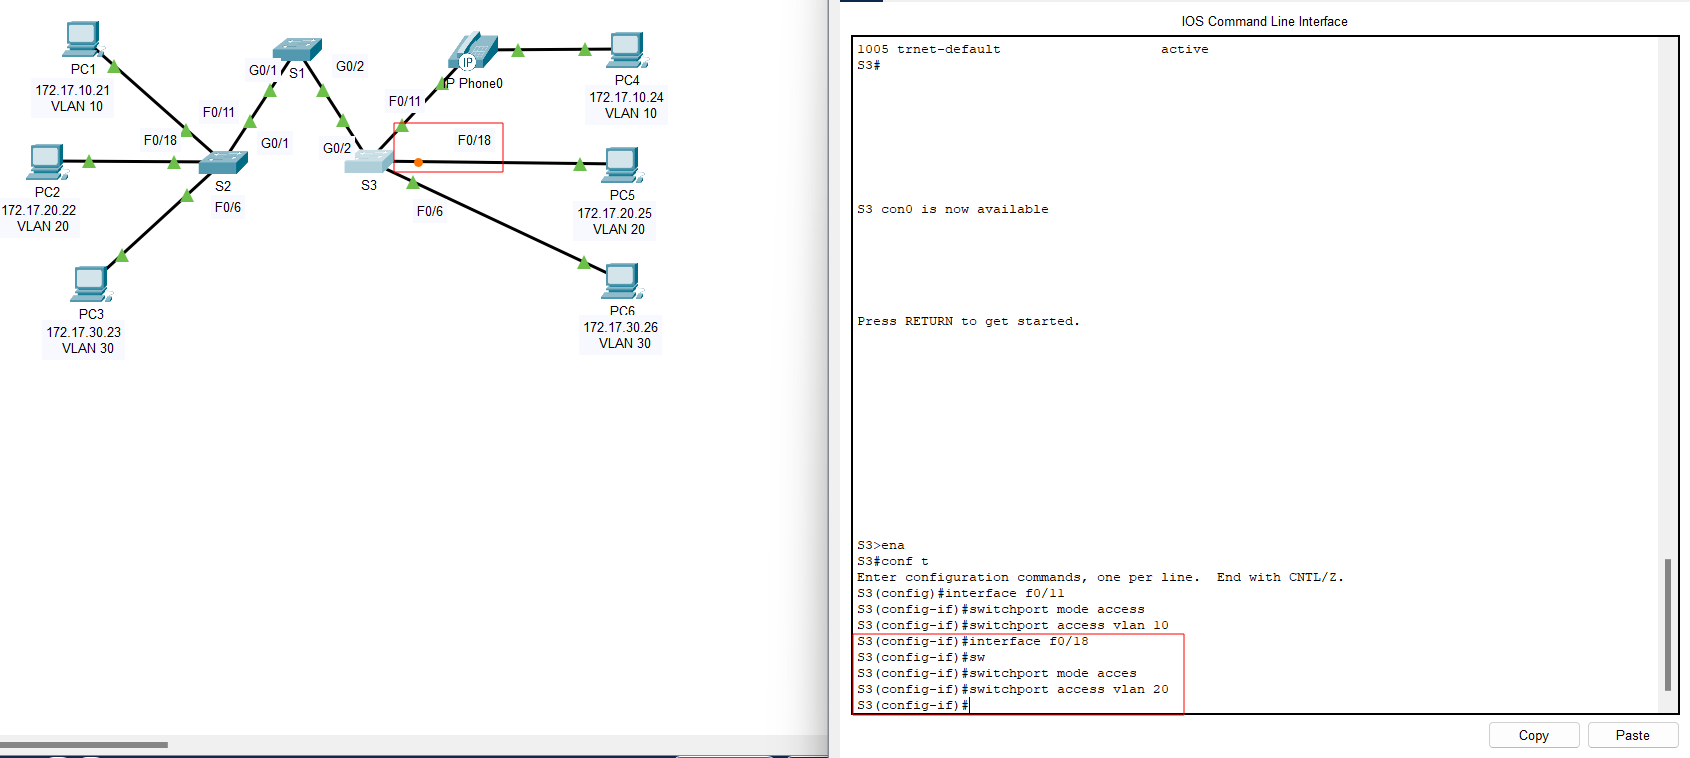 PC1
172.17.10.21
VLAN 10
F0/18
PC2
172.17.20.22
VLAN 20
PC3
172.17.30.23
VLAN 30
F0/11
G0/1
S1
G0/2
G0/1
S2
F0/6
G0/2
S3
F0/11
IP
IP Phone0
F0/18
F0/6
PC4
172.17.10.24
VLAN 10
PC5
172.17.20.25
VLAN 20
PC6
172.17.30.26
VLAN 30
IOS Command Line Interface
1005 trnet-default active
S3#
S3 con0 is now available
Press RETURN to get started.
S3>ena
S3#conf t
Enter configuration commands, one per line. End with CNTL/Z.
S3(config)#interface f0/11
S3(config-if)#switchport mode access
S3(config-if)#switchport access vlan 10
S3(config-if)#interface f0/18
S3(config-if)#sw
S3(config-if)#switchport mode acces
S3(config-if)#switchport access vlan 20
S3(config-if)#
Copy
Paste